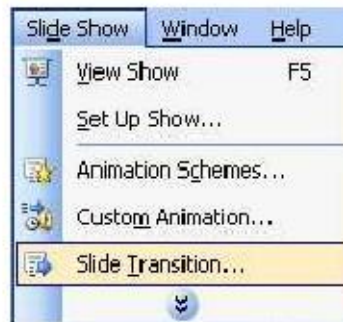 Slide Show Window Help
View Show F5
Set Up Show...
Animation Schemes...
Custom Animation...
Slide Transition...